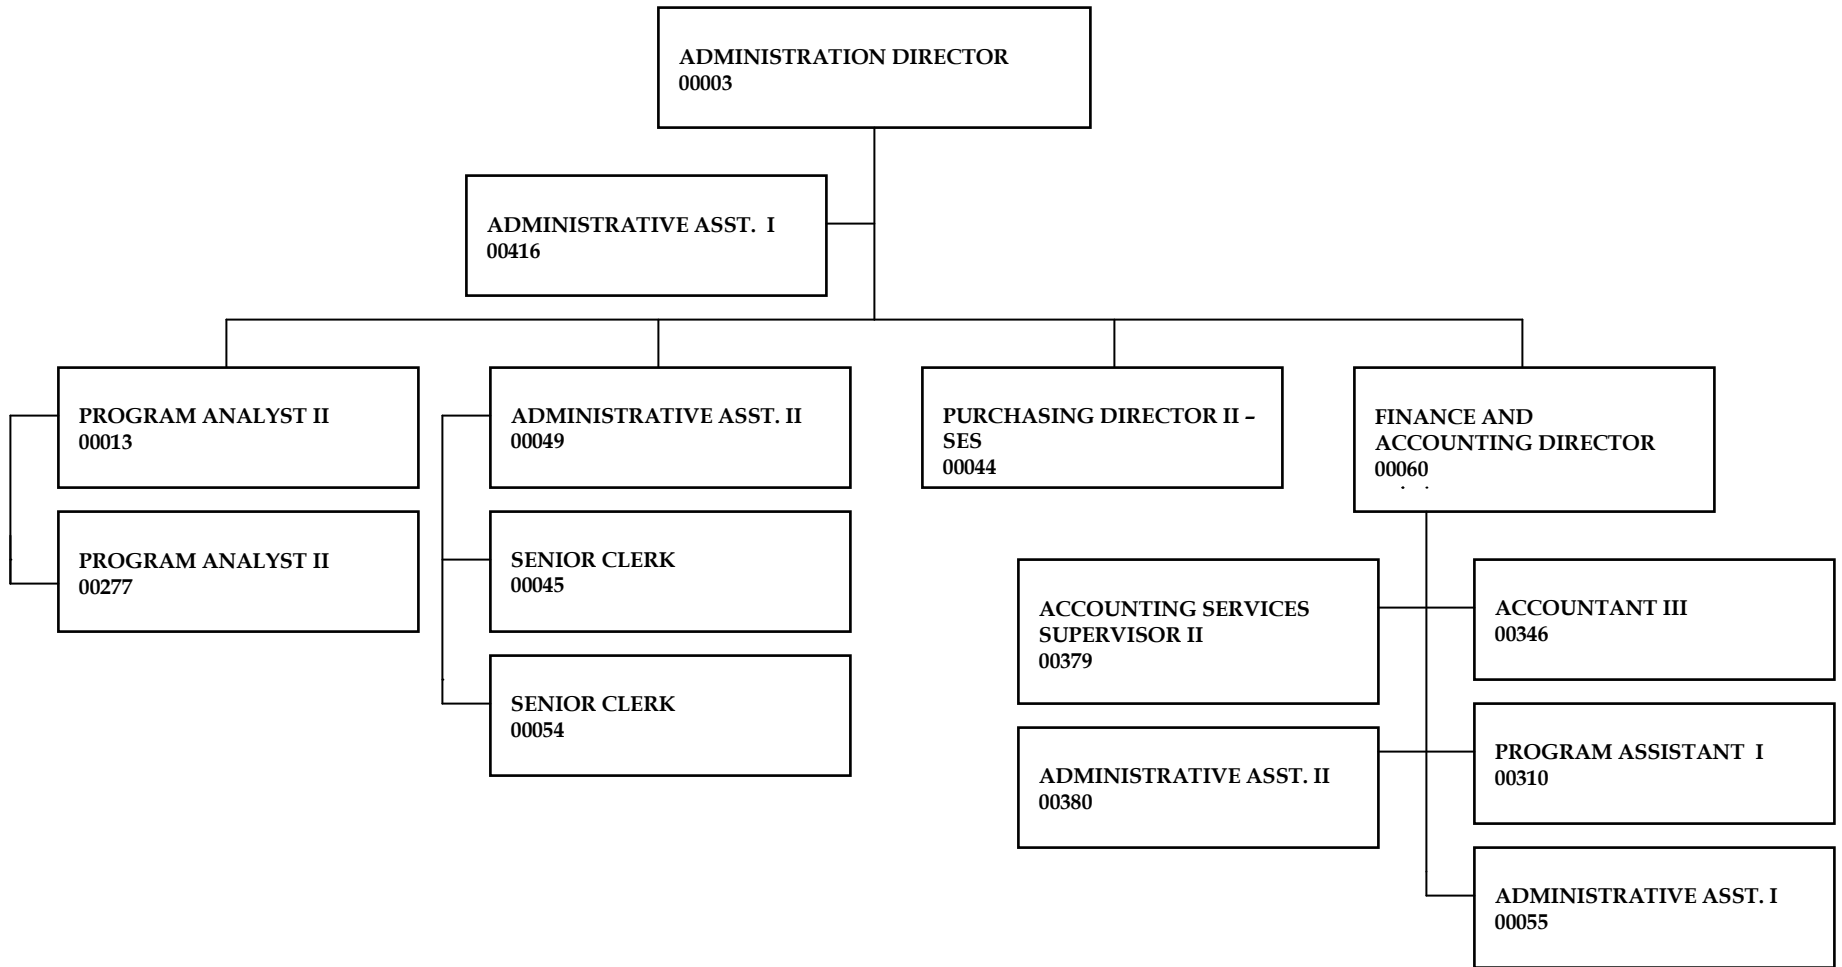 ADMINISTRATION DIRECTOR
00003
ADMINISTRATIVE ASST. I
00416
PROGRAM ANALYST II
00013
ADMINISTRATIVE ASST. II
00049
PURCHASING DIRECTOR II –
SES
00044
FINANCE AND
ACCOUNTING DIRECTOR
00060
PROGRAM ANALYST II
00277
SENIOR CLERK
00045
SENIOR CLERK
00054
ACCOUNTING SERVICES
SUPERVISOR II
00379
ACCOUNTANT III
00346
ADMINISTRATIVE ASST. II
00380
PROGRAM ASSISTANT I
00310
ADMINISTRATIVE ASST. I
00055